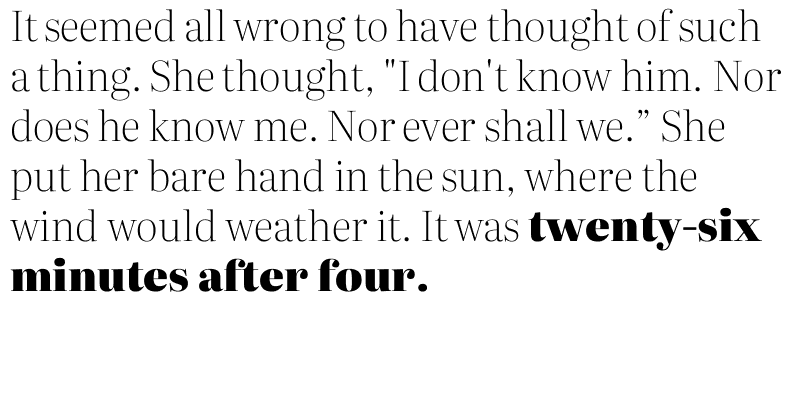 It seemed all wrong to have thought of such
a thing. She thought, "I don't know him. Nor
does he know me. Nor ever shall we.” She
put her bare hand in the sun, where the
wind would weather it. It was twenty-six
minutes after four.